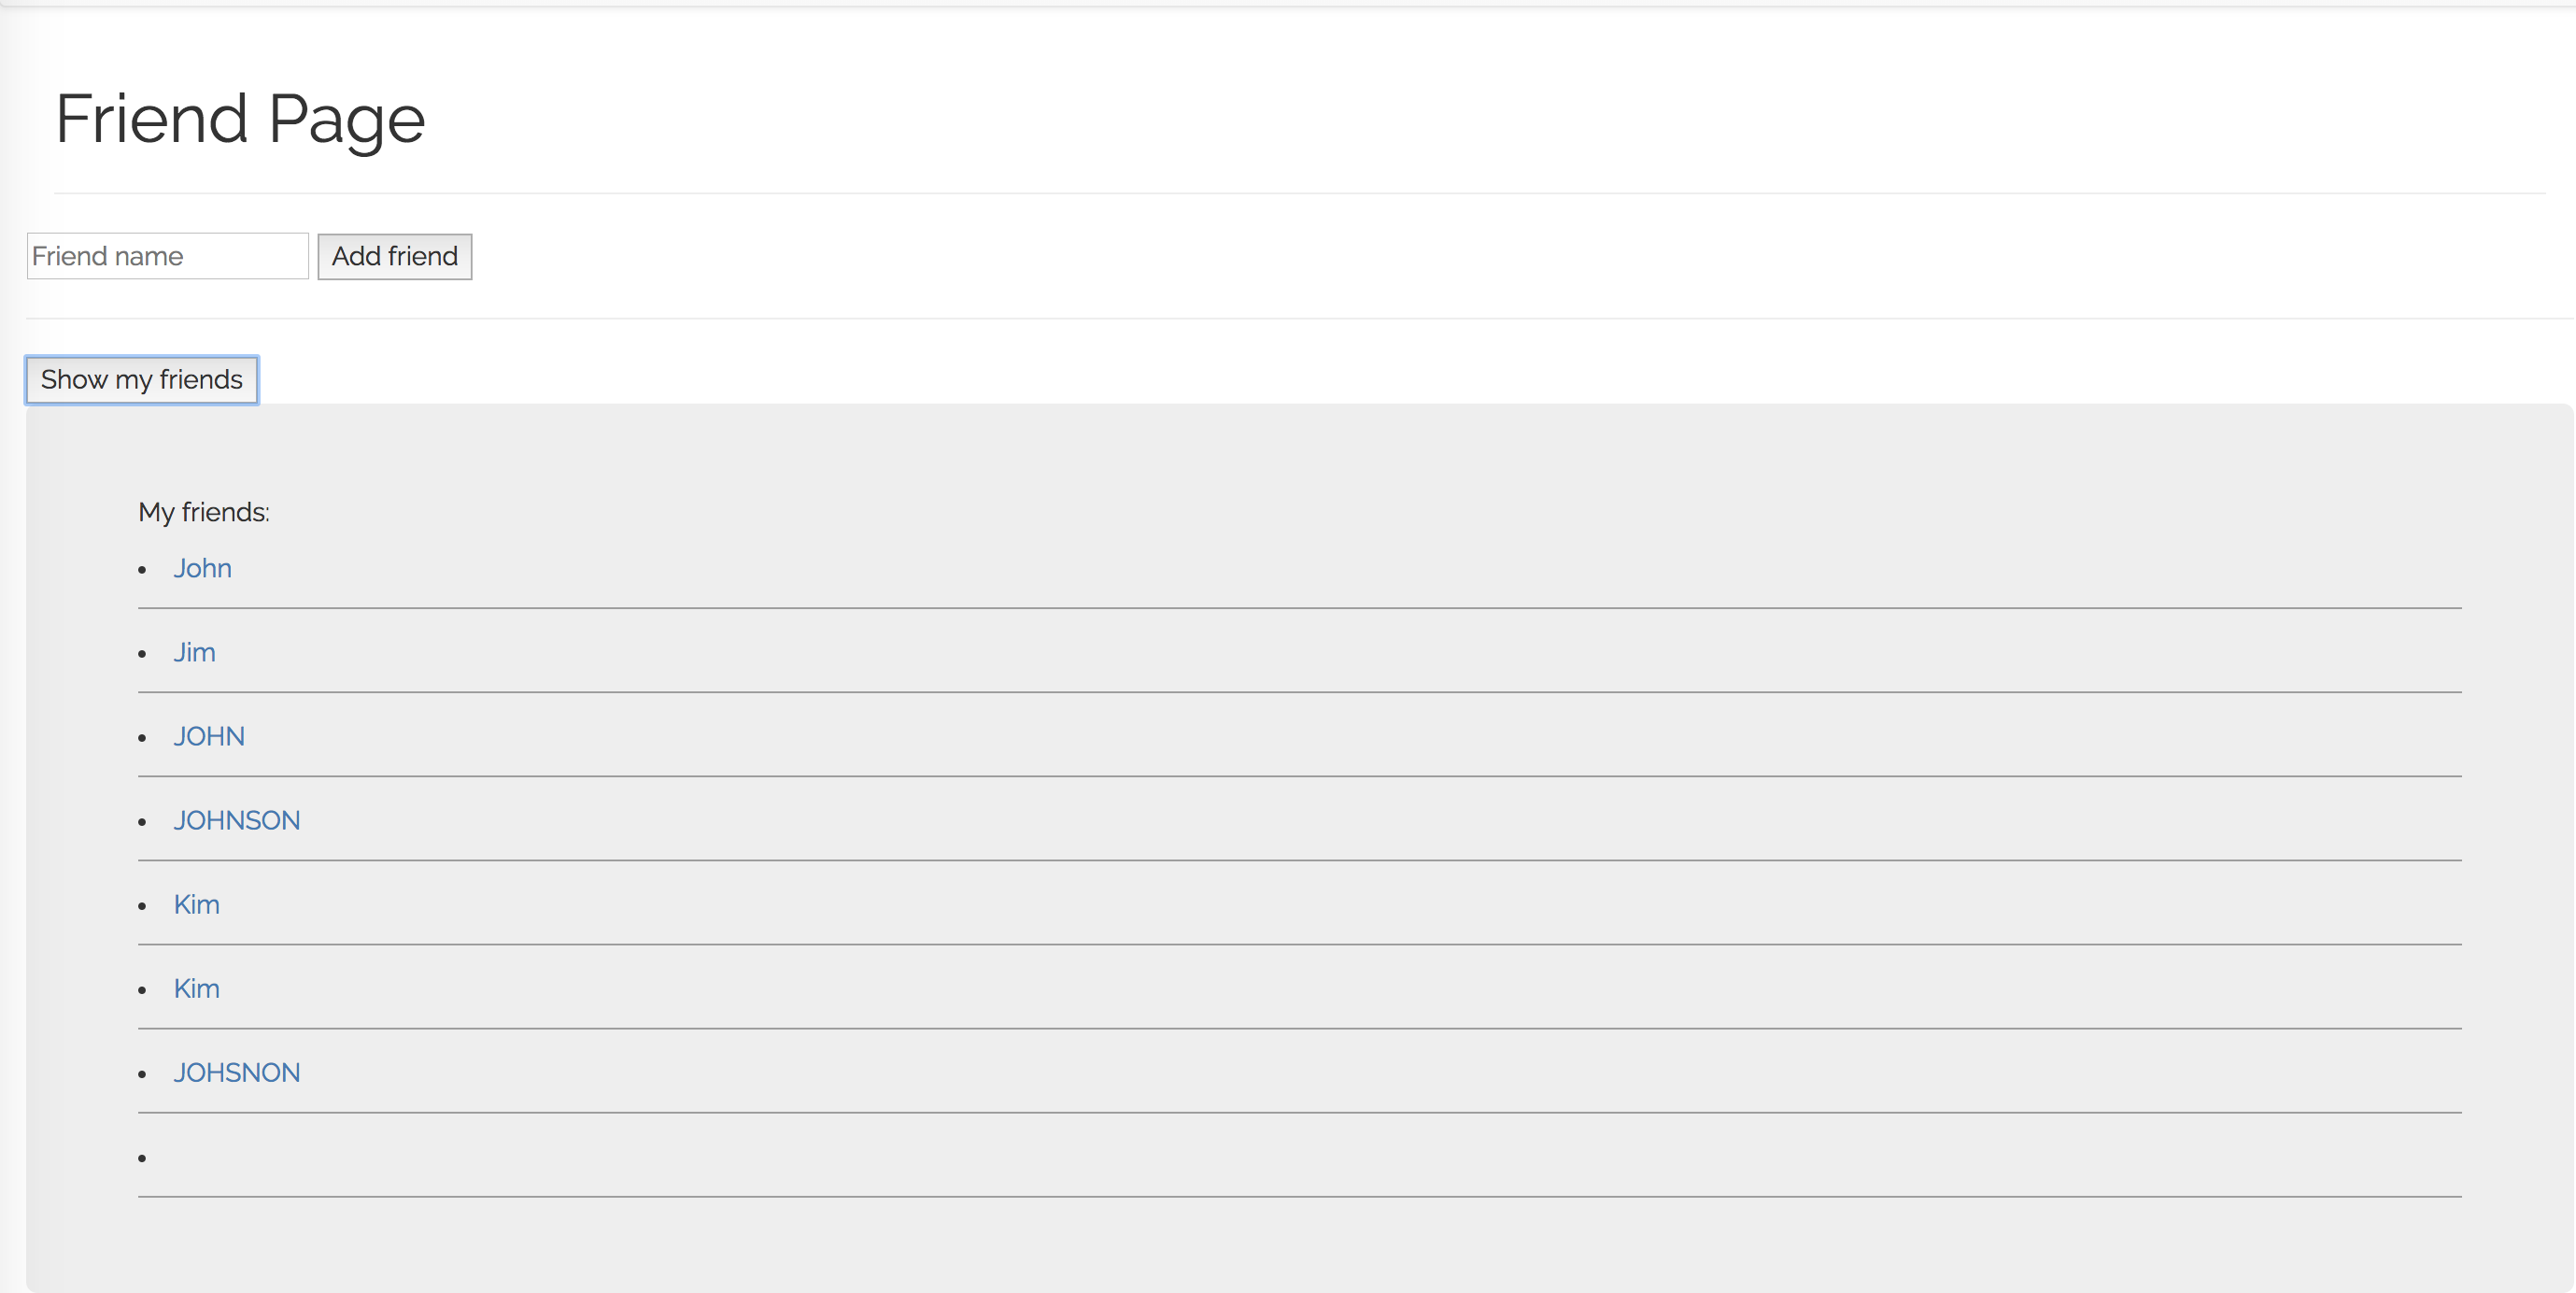 Friend Page
Friend name Add friend
Show my friends
My friends:
John
Jim
JOHN
JOHNSON
Kim
Kim
JOHSNON